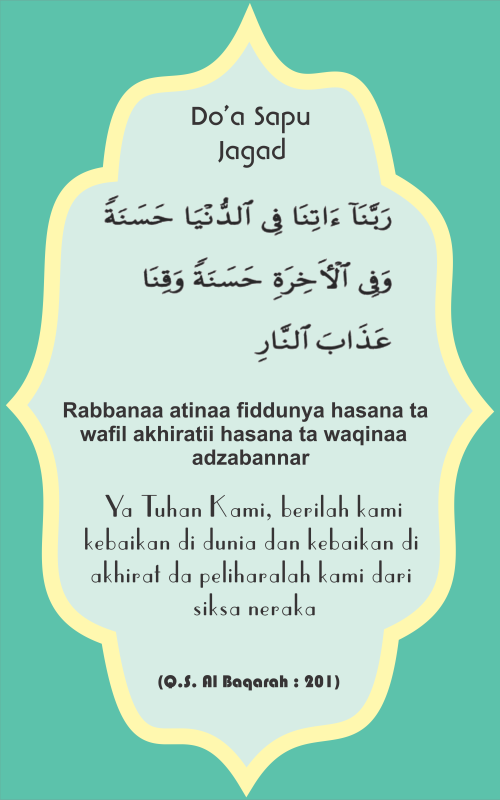 Do'a Sapu
Jagad
رَبَّنَآ ءَاتِنَا فِى ٱلدُّنْيَا حَسَنَةً
وَفِى ٱلْأَخِرَةِ حَسَنَةً وَقِنَا
عَذَابَ ٱلنَّارِ
Rabbanaa atinaa fiddunya hasana ta
wafil akhiratii hasana ta waqinaa
adzabannar
Ya Tuhan Kami, berilah kami
kebaikan di dunia dan kebaikan di
akhirat da peliharalah kami dari
siksa neraka
(Q.S. Al Baqarah : 201)